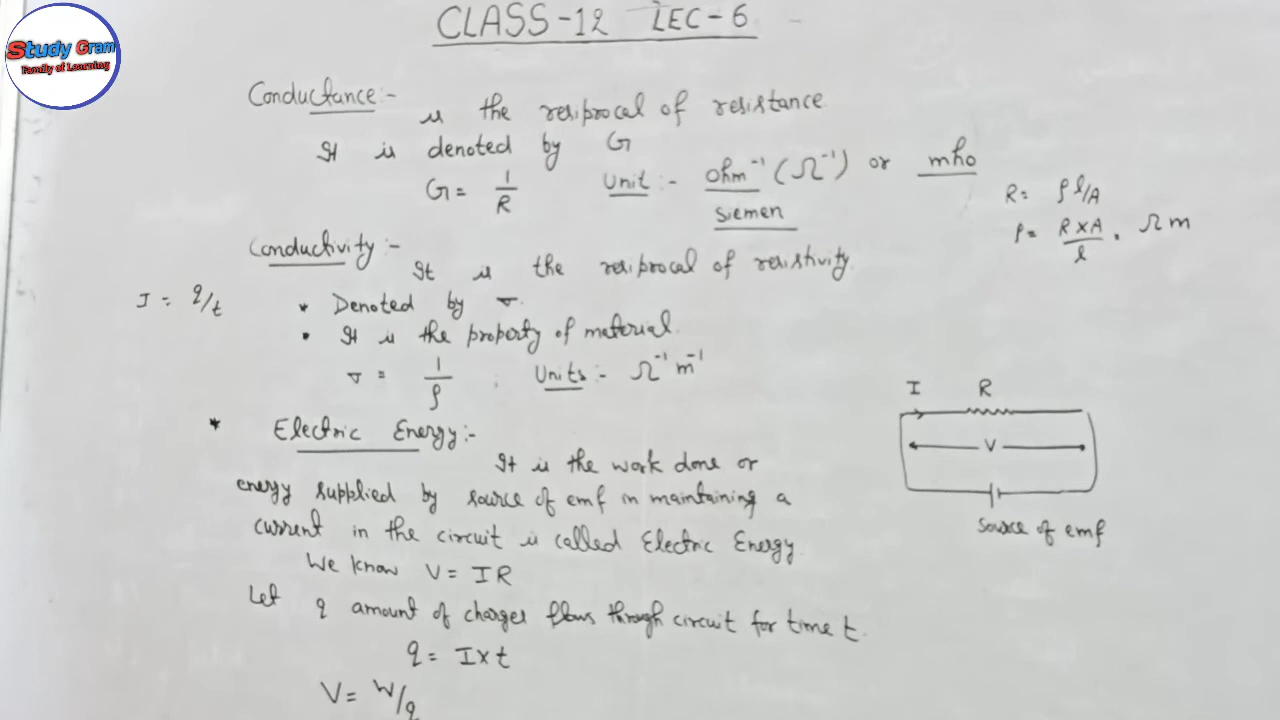 Study Gram
Family of Learning
CLASS-12 LEC-6
Conductance:- is the resiprocal of resistance
It is denoted by G
G = 1/R Unit:- Ohm⁻¹ (Ω⁻¹) or mho
Siemen
R = ρ l/A
ρ = R×A/l = Ωm
Conductivity:- It is the resiprocal of resistivity.
I = q/t
* Denoted by σ.
• It is the property of material.
σ = 1/ρ ; Units:- Ω⁻¹ m⁻¹
* Electric Energy:-
It is the work done or
energy supplied by source of emf in maintaining a
current in the circuit is called Electric Energy.
I R
V
Source of emf
We know V = IR
Let q amount of charges flows through circuit for time t.
q = I×t
V = W/q